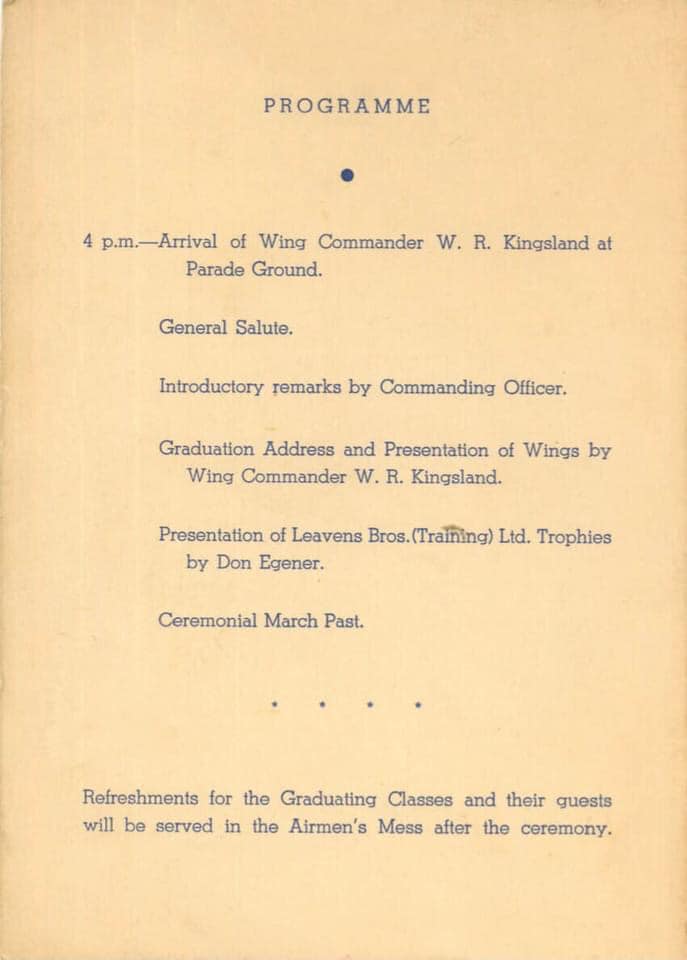 PROGRAMME
4 p.m.—Arrival of Wing Commander W. R. Kingsland at
Parade Ground.
General Salute.
Introductory remarks by Commanding Officer.
Graduation Address and Presentation of Wings by
Wing Commander W. R. Kingsland.
Presentation of Leavens Bros.(Training) Ltd. Trophies
by Don Egener.
Ceremonial March Past.
* * * *
Refreshments for the Graduating Classes and their guests
will be served in the Airmen's Mess after the ceremony.